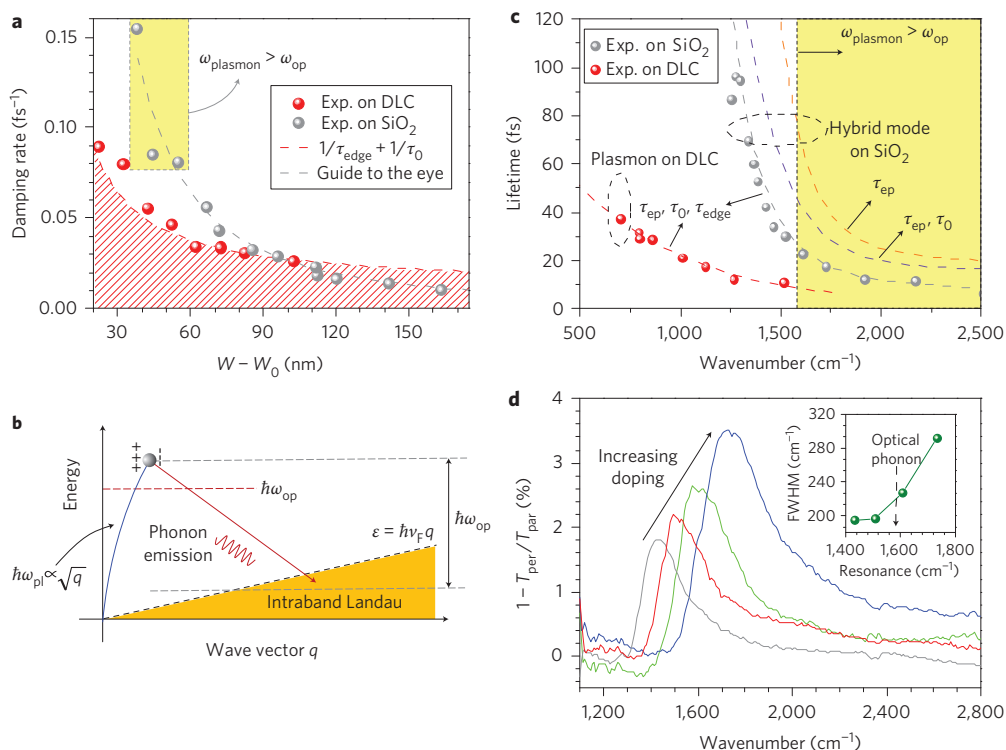 a
0.15
0.10
0.05
0.00
30
60
90
120
150
Damping rate (fs⁻¹)
W – W₀ (nm)
ω_plasmon > ω_op
Exp. on DLC
Exp. on SiO₂
1/τ_edge + 1/τ₀
Guide to the eye
b
Energy
Wave vector q
+
+
+
ħω_op
ħω_op
ħω_pl ∝ √q
Phonon
emission
ε = ħv_F q
Intraband Landau
c
120
100
80
60
40
20
0
500
1,000
1,500
2,000
2,500
Lifetime (fs)
Wavenumber (cm⁻¹)
Exp. on SiO₂
Exp. on DLC
ω_plasmon > ω_op
Plasmon on DLC
Hybrid mode
on SiO₂
τ_ep, τ₀, τ_edge
τ_ep
τ_ep, τ₀
d
4
3
2
1
0
1,200
1,600
2,000
2,400
2,800
1 – T_per/T_par (%)
Wavenumber (cm⁻¹)
Increasing
doping
320
280
240
200
FWHM (cm⁻¹)
Optical
phonon
1,400
1,600
1,800
Resonance
(cm⁻¹)